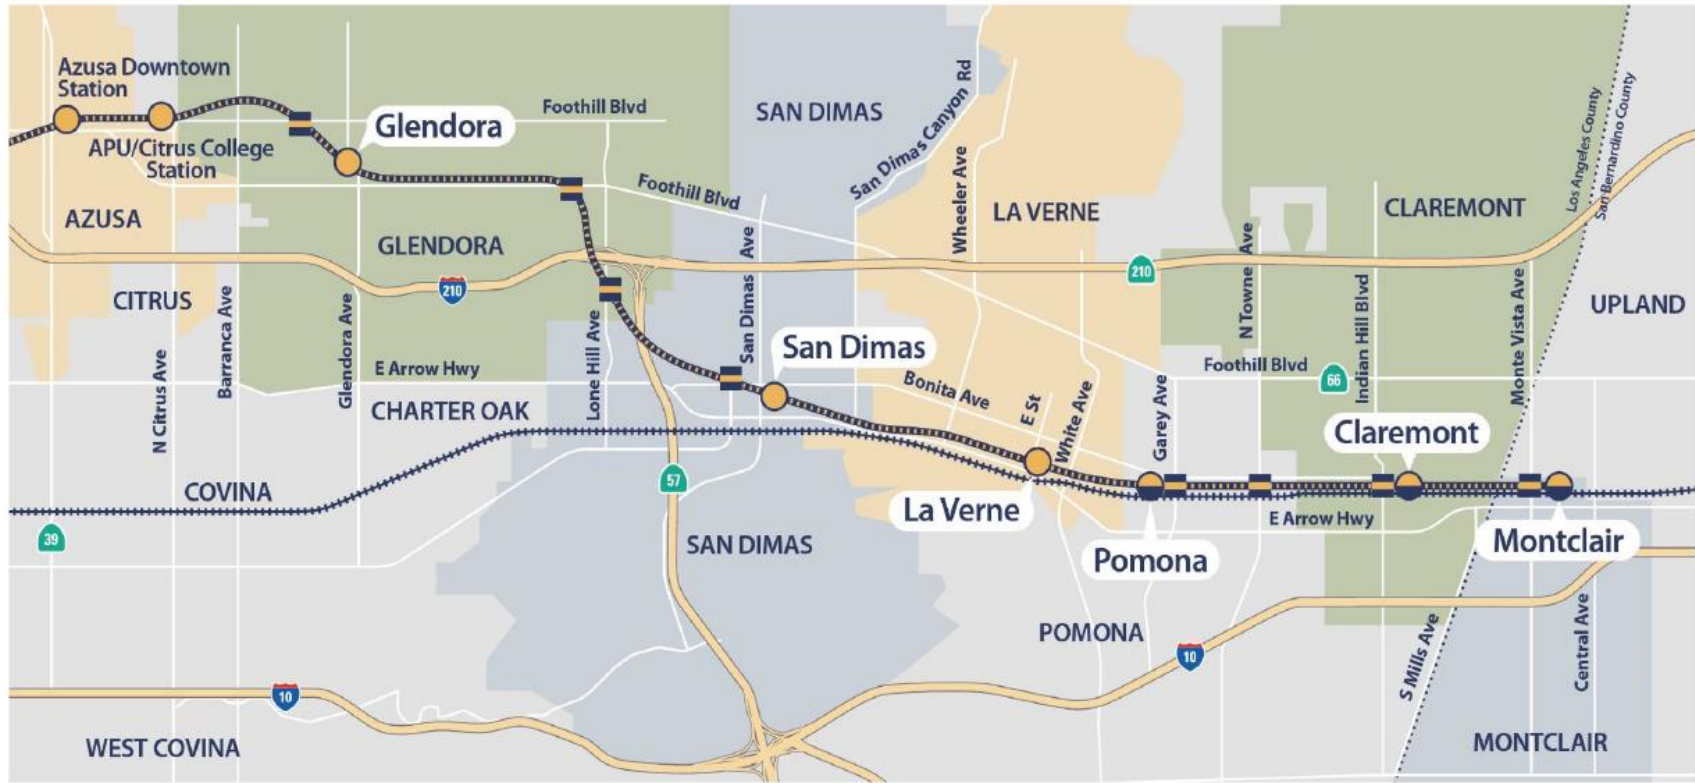 Azusa Downtown
Station
APU/Citrus College
Station
Foothill Blvd
Glendora
SAN DIMAS
San Dimas Canyon Rd
Wheeler Ave
Los Angeles County
San Bernardino County
AZUSA
GLENDORA
Foothill Blvd
LA VERNE
CLAREMONT
210
210
CITRUS
N Citrus Ave
Barranca Ave
Glendora Ave
Lone Hill Ave
San Dimas Ave
N Towne Ave
Indian Hill Blvd
Monte Vista Ave
UPLAND
E Arrow Hwy
San Dimas
Bonita Ave
Foothill Blvd
66
CHARTER OAK
E St
White Ave
Garey Ave
Claremont
COVINA
57
La Verne
E Arrow Hwy
39
SAN DIMAS
Pomona
Montclair
POMONA
10
10
S Mills Ave
Central Ave
WEST COVINA
MONTCLAIR